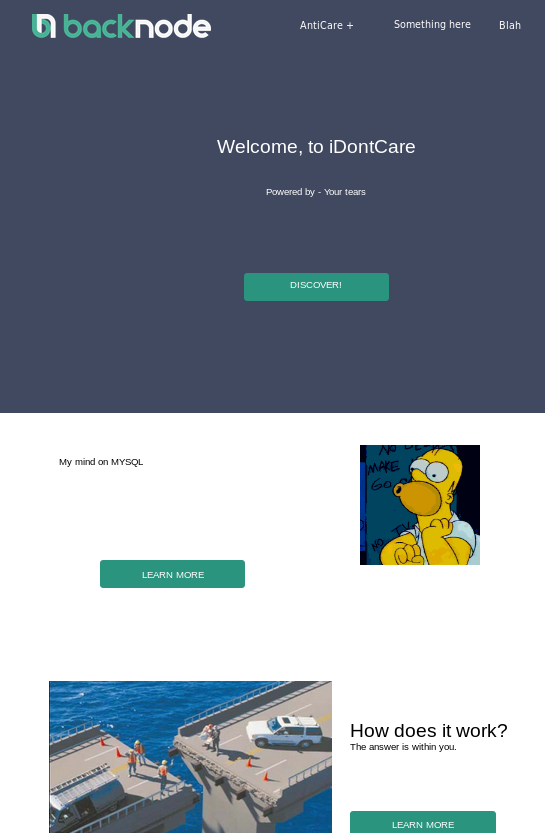 backnode
AntiCare +
Something here
Blah
Welcome, to iDontCare
Powered by - Your tears
DISCOVER!
My mind on MYSQL
MAKE
LEARN MORE
How does it work?
The answer is within you.
LEARN MORE